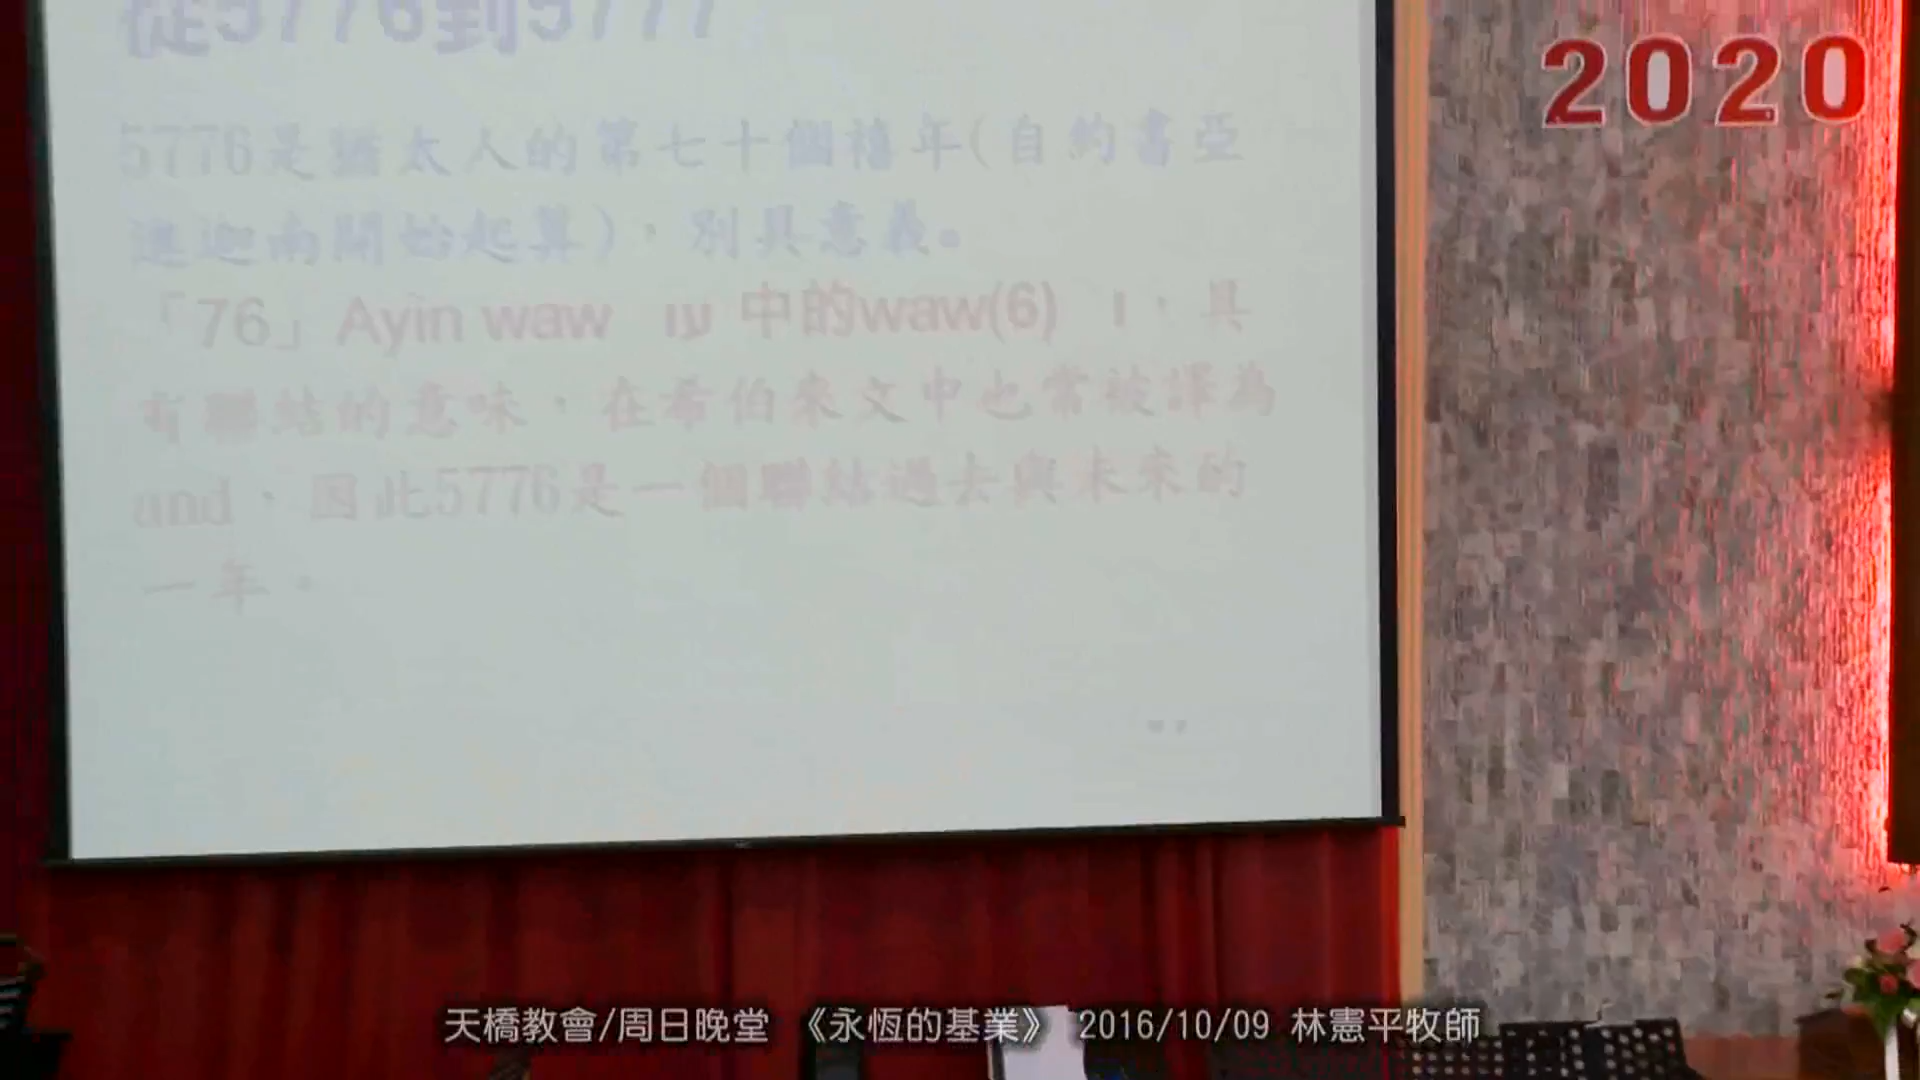 從5776到5777
2020
5776是猶太人的第七十個禧年(自約書亞
進迦南開始起算)，別具意義。
「76」Ayin waw עו 中的waw(6) ו，具
有聯結的意味，在希伯來文中也常被譯為
and，因此5776是一個聯結過去與未來的
一年。
天橋教會/周日晚堂 《永恆的基業》 2016/10/09 林憲平牧師